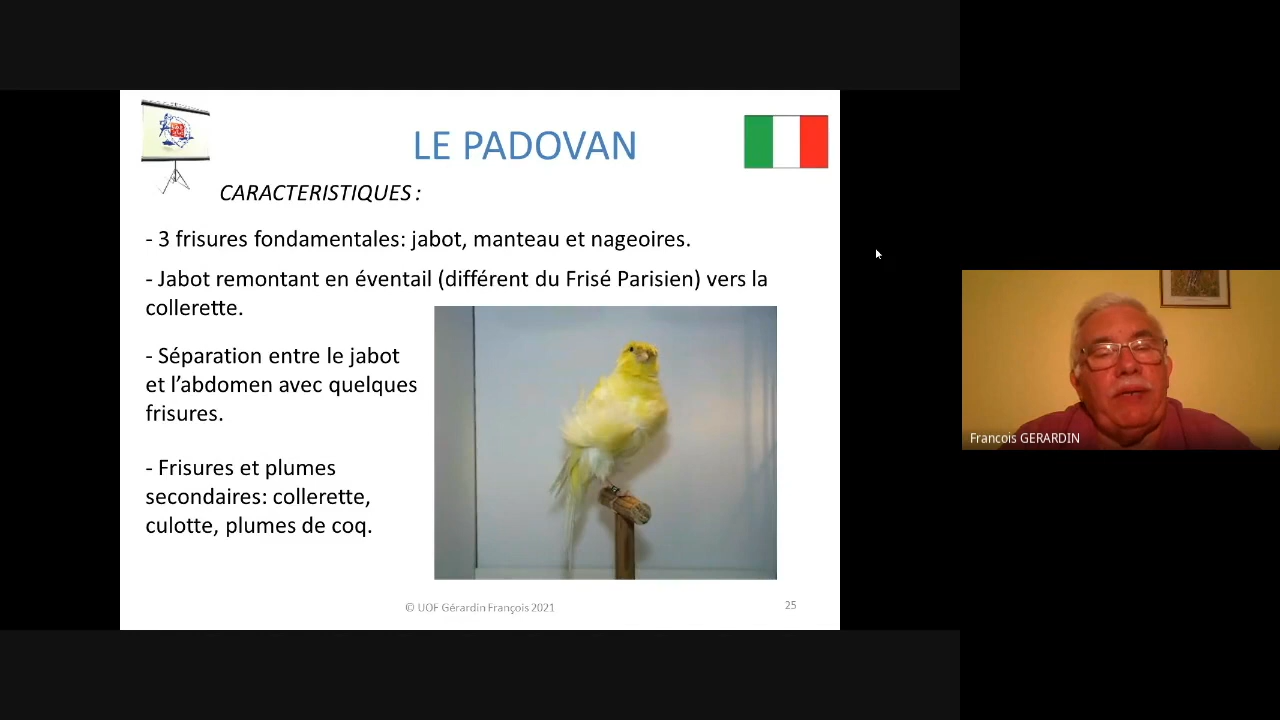 LE PADOVAN
CARACTERISTIQUES :
- 3 frisures fondamentales: jabot, manteau et nageoires.
- Jabot remontant en éventail (différent du Frisé Parisien) vers la
collerette.
- Séparation entre le jabot
et l’abdomen avec quelques
frisures.
- Frisures et plumes
secondaires: collerette,
culotte, plumes de coq.
© UOF Gérardin François 2021
25
Francois GERARDIN